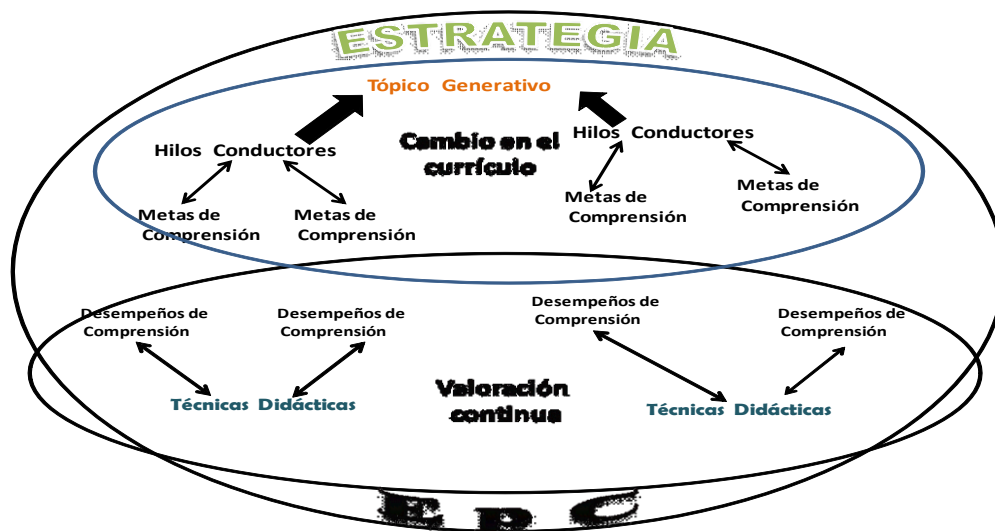 ESTRATEGIA
Tópico Generativo
Hilos Conductores
Cambio en el
currículo
Hilos Conductores
Metas de
Comprensión
Metas de
Comprensión
Metas de
Comprensión
Metas de
Comprensión
Desempeños de
Comprensión
Desempeños de
Comprensión
Desempeños de
Comprensión
Desempeños de
Comprensión
Técnicas Didácticas
Valoración
continua
Técnicas Didácticas
E P C